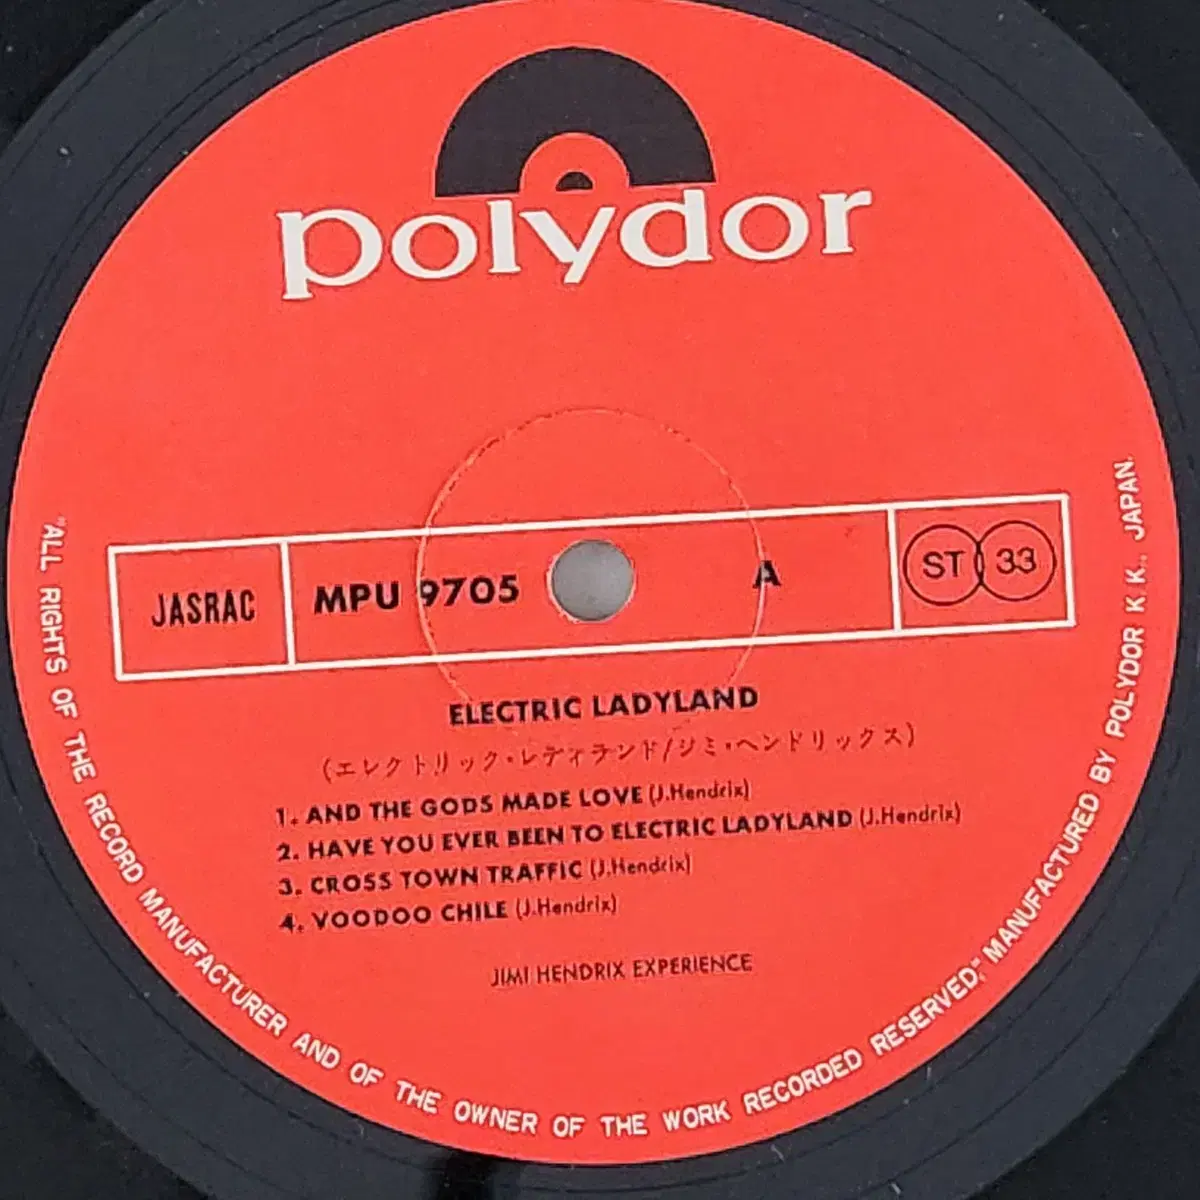 polydor
JASRAC
MPU 9705
A
ST 33
ELECTRIC LADYLAND
(エレクトリック・レディランド/ジミ・ヘンドリックス)
1. AND THE GODS MADE LOVE (J.Hendrix)
2. HAVE YOU EVER BEEN TO ELECTRIC LADYLAND (J.Hendrix)
3. CROSS TOWN TRAFFIC (J.Hendrix)
4. VOODOO CHILE (J.Hendrix)
JIMI HENDRIX EXPERIENCE
"ALL RIGHTS OF THE RECORD MANUFACTURER AND OF THE OWNER OF THE WORK RECORDED RESERVED;" MANUFACTURED BY POLYDOR K.K., JAPAN.